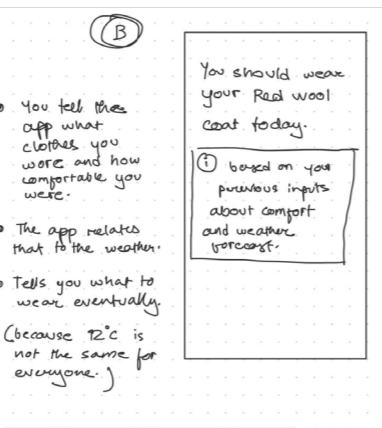 B
You tell the
app what
clothes you
wore and how
comfortable you
were.
The app relates
that to the weather.
Tells you what to
wear eventually.
(because 12°c is
not the same for
everyone.)
You should wear
your Red wool
coat today.
i based on your
previous inputs
about comfort
and weather
forecast.